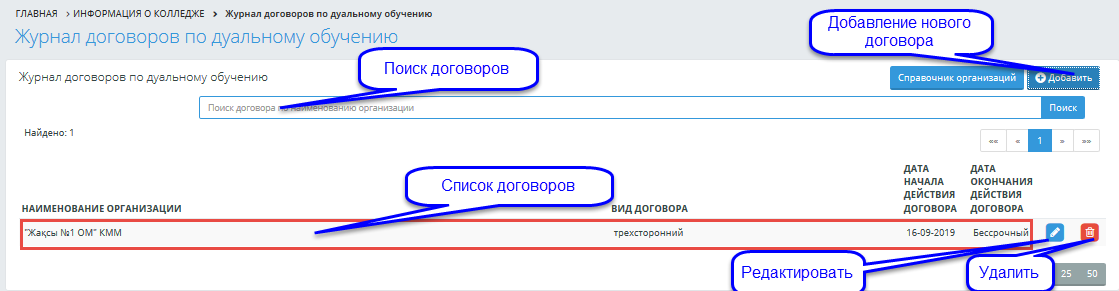 ГЛАВНАЯ > ИНФОРМАЦИЯ О КОЛЛЕДЖЕ > Журнал договоров по дуальному обучению
Журнал договоров по дуальному обучению
Добавление нового
договора
Поиск договоров
Журнал договоров по дуальному обучению
Справочник организаций
Добавить
Поиск договора по наименованию организации
Поиск
Найдено: 1
«« « 1 » »»
Список договоров
НАИМЕНОВАНИЕ ОРГАНИЗАЦИИ
ВИД ДОГОВОРА
ДАТА
НАЧАЛА
ДЕЙСТВИЯ
ДОГОВОРА
ДАТА
ОКОНЧАНИЯ
ДЕЙСТВИЯ
ДОГОВОРА
"Жақсы №1 ОМ" КММ
трехсторонний
16-09-2019
Бессрочный
Редактировать
Удалить
25 50